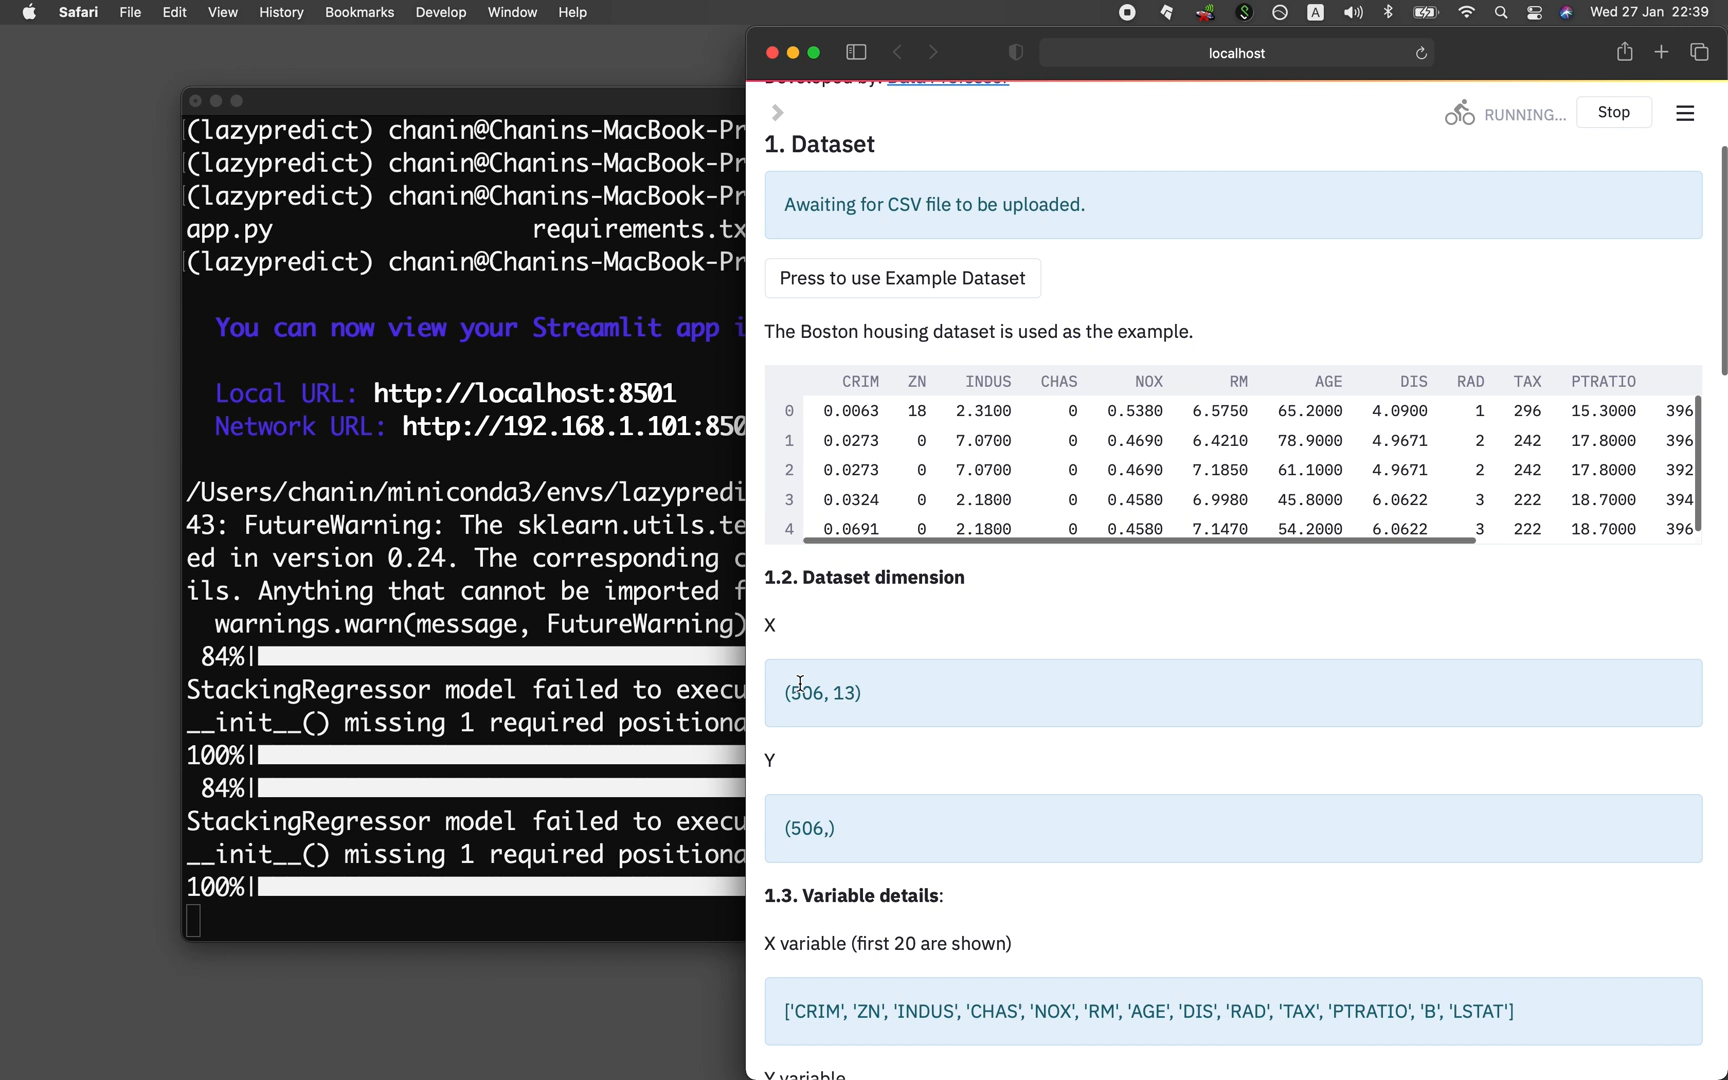 Safari File Edit View History Bookmarks Develop Window Help
A
Wed 27 Jan 22:39
(lazypredict) chanin@Chanins-MacBook-Pr
(lazypredict) chanin@Chanins-MacBook-Pr
(lazypredict) chanin@Chanins-MacBook-Pr
app.py requirements.tx
(lazypredict) chanin@Chanins-MacBook-Pr
You can now view your Streamlit app i
Local URL: http://localhost:8501
Network URL: http://192.168.1.101:850
/Users/chanin/miniconda3/envs/lazypredi
43: FutureWarning: The sklearn.utils.te
ed in version 0.24. The corresponding c
ils. Anything that cannot be imported f
warnings.warn(message, FutureWarning)
84%|
StackingRegressor model failed to execu
__init__() missing 1 required positiona
100%|
84%|
StackingRegressor model failed to execu
__init__() missing 1 required positiona
100%|
localhost
Developed by: Data Professor
RUNNING... Stop
1. Dataset
Awaiting for CSV file to be uploaded.
Press to use Example Dataset
The Boston housing dataset is used as the example.
CRIM ZN INDUS CHAS NOX RM AGE DIS RAD TAX PTRATIO
0 0.0063 18 2.3100 0 0.5380 6.5750 65.2000 4.0900 1 296 15.3000 396
1 0.0273 0 7.0700 0 0.4690 6.4210 78.9000 4.9671 2 242 17.8000 396
2 0.0273 0 7.0700 0 0.4690 7.1850 61.1000 4.9671 2 242 17.8000 392
3 0.0324 0 2.1800 0 0.4580 6.9980 45.8000 6.0622 3 222 18.7000 394
4 0.0691 0 2.1800 0 0.4580 7.1470 54.2000 6.0622 3 222 18.7000 396
1.2. Dataset dimension
X
(506, 13)
Y
(506,)
1.3. Variable details:
X variable (first 20 are shown)
['CRIM', 'ZN', 'INDUS', 'CHAS', 'NOX', 'RM', 'AGE', 'DIS', 'RAD', 'TAX', 'PTRATIO', 'B', 'LSTAT']
Y variable